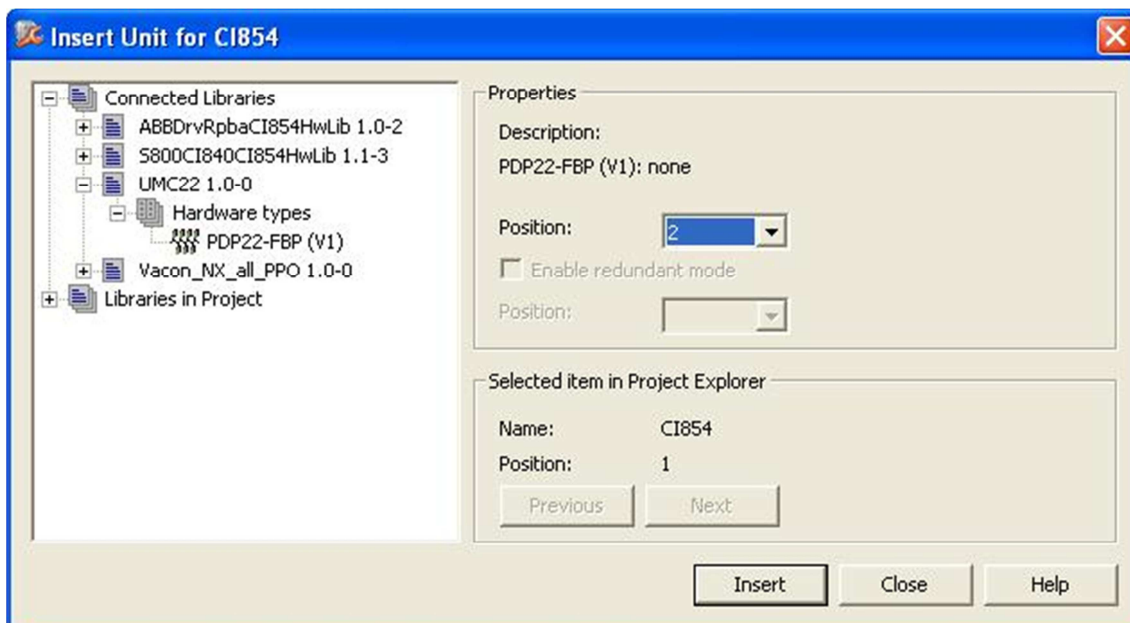 Insert Unit for CI854
Connected Libraries
ABBDrvRpbaCI854HwLib 1.0-2
S800CI840CI854HwLib 1.1-3
UMC22 1.0-0
Hardware types
PDP22-FBP (V1)
Vacon_NX_all_PPO 1.0-0
Libraries in Project
Properties
Description:
PDP22-FBP (V1): none
Position: 2
Enable redundant mode
Position:
Selected item in Project Explorer
Name: CI854
Position: 1
Previous Next
Insert Close Help